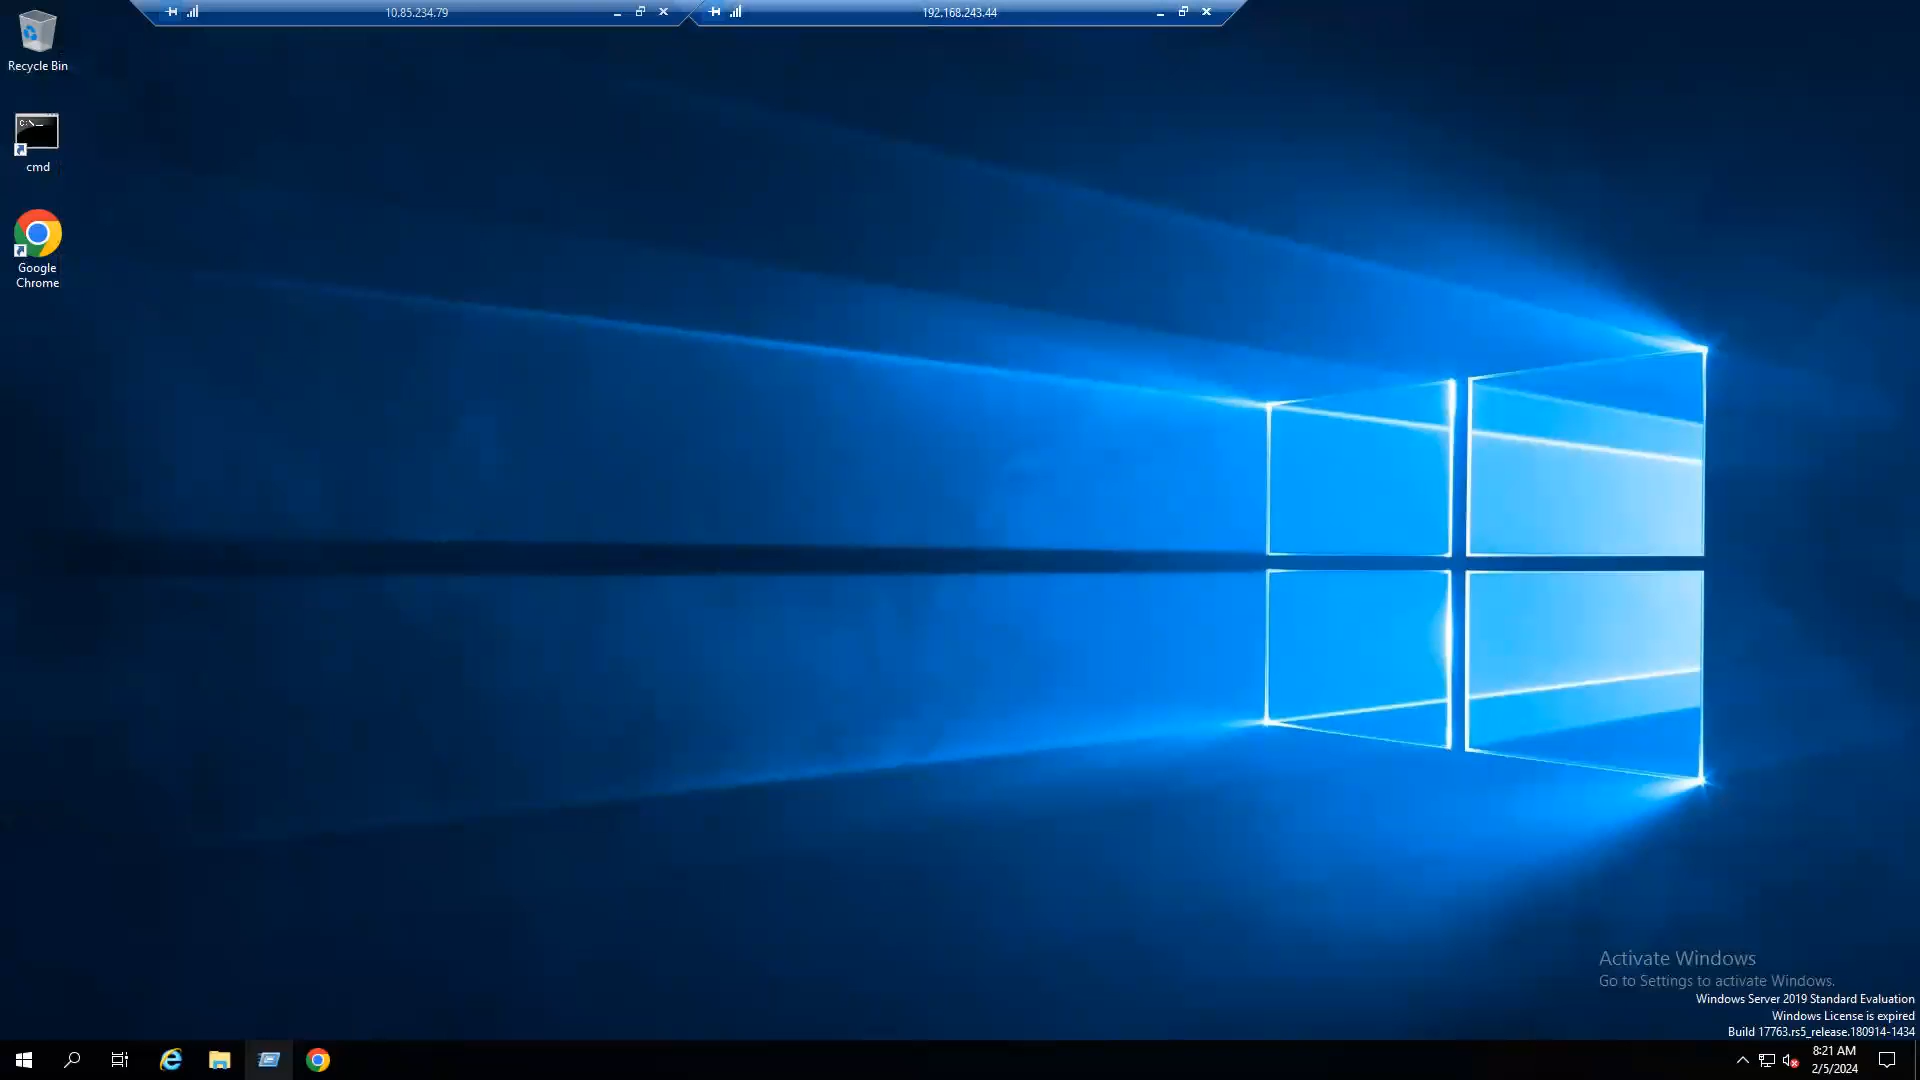 10.85.234.79
192.168.243.44
Recycle Bin
C:\._
cmd
Google
Chrome
Activate Windows
Go to Settings to activate Windows.
Windows Server 2019 Standard Evaluation
Windows License is expired
Build 17763.rs5_release.180914-1434
8:21 AM
2/5/2024